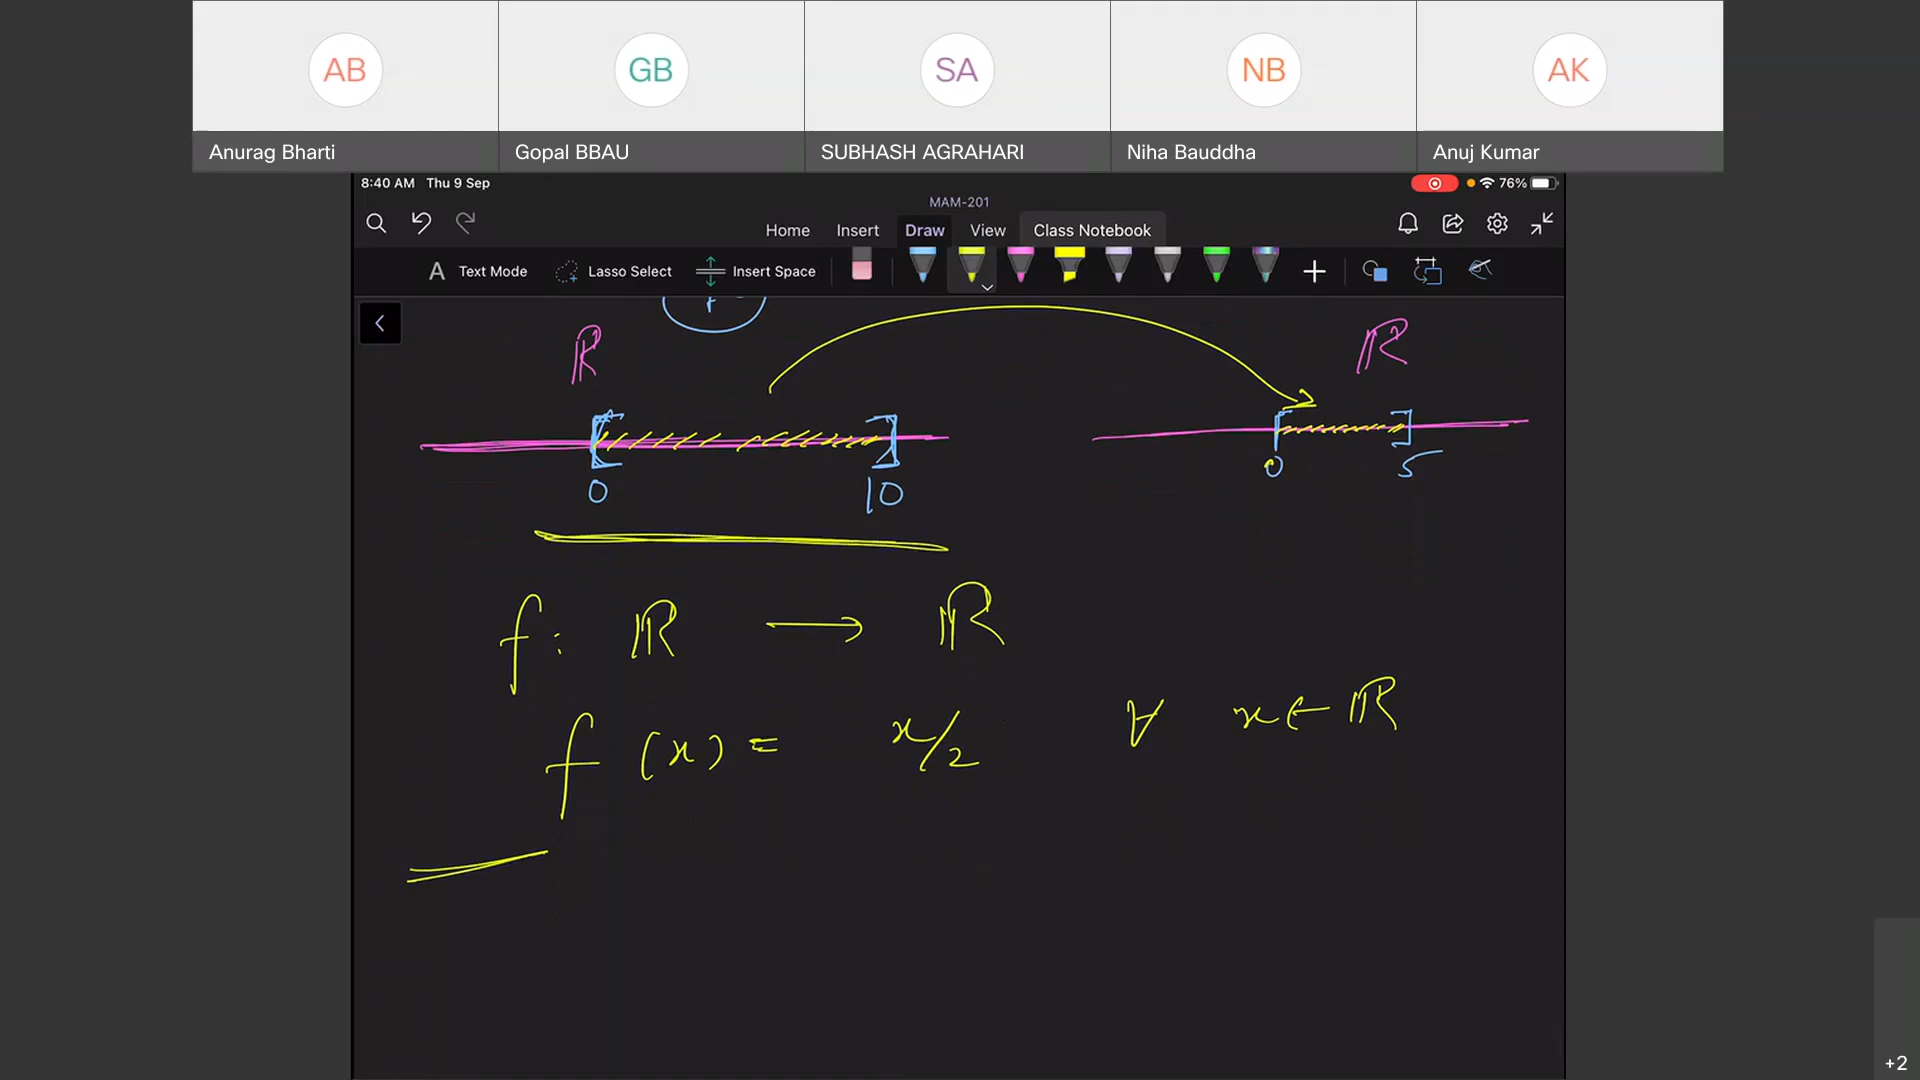 AB GB SA NB AK
Anurag Bharti Gopal BBAU SUBHASH AGRAHARI Niha Bauddha Anuj Kumar
8:40 AM Thu 9 Sep 76%
MAM-201
Home Insert Draw View Class Notebook
A Text Mode Lasso Select Insert Space
ℝ ℝ
0 10 0 5
f: ℝ → ℝ
f (x) = x/2 ∀ x ∈ ℝ
+2